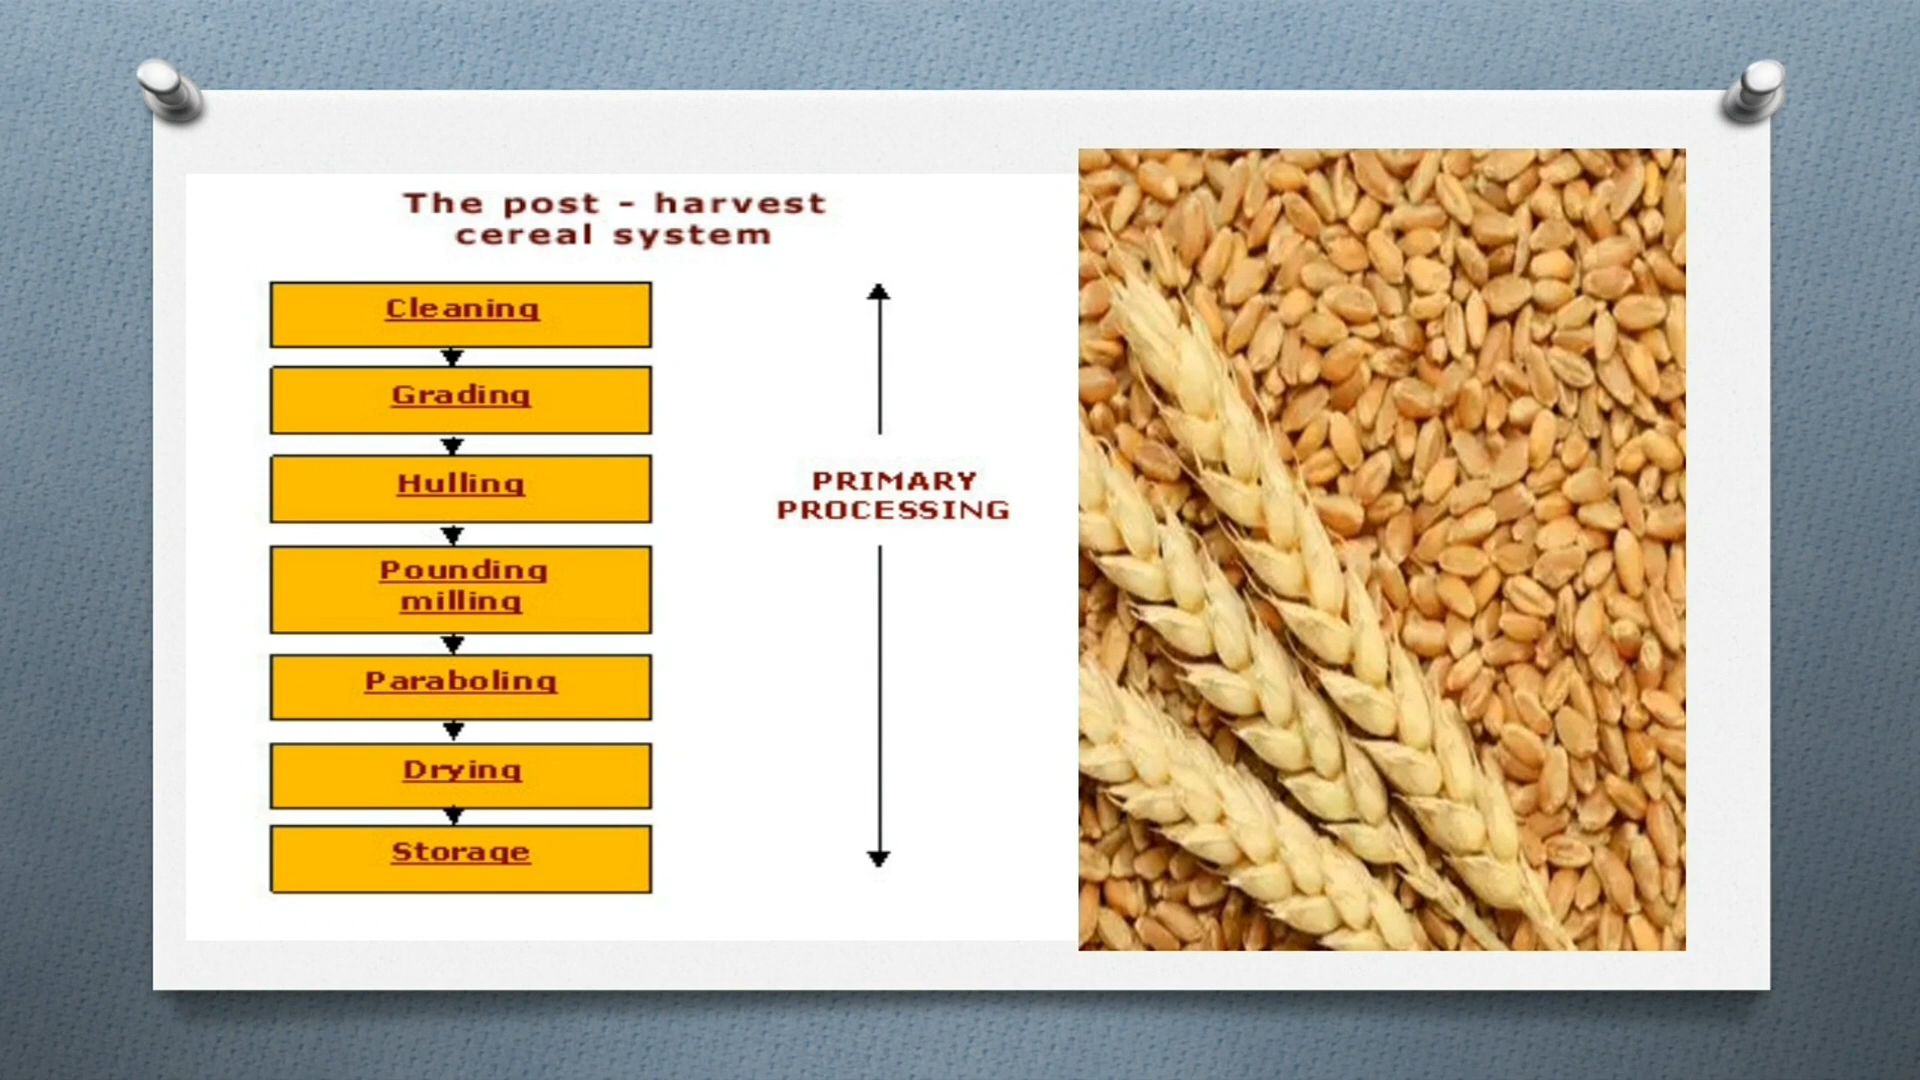 The post - harvest
cereal system
Cleaning
Grading
Hulling
Pounding
milling
Paraboling
Drying
Storage
PRIMARY
PROCESSING